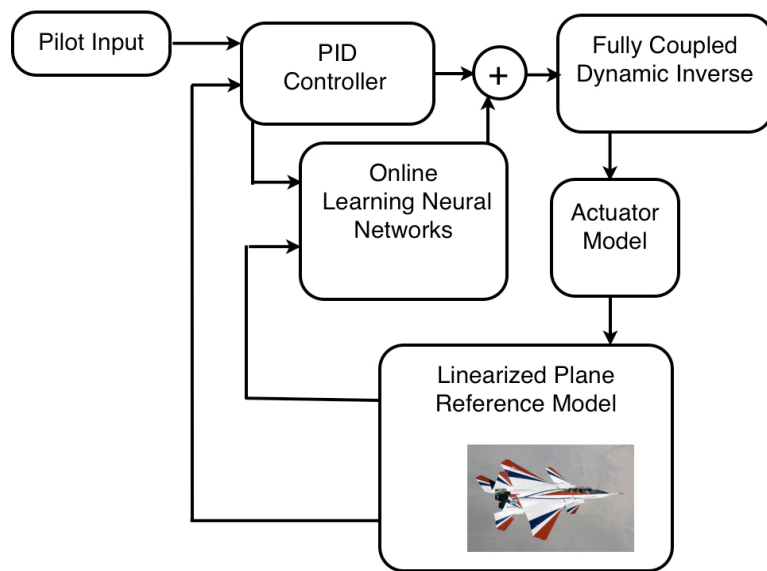 Pilot Input
PID
Controller
+
Fully Coupled
Dynamic Inverse
Online
Learning Neural
Networks
Actuator
Model
Linearized Plane
Reference Model